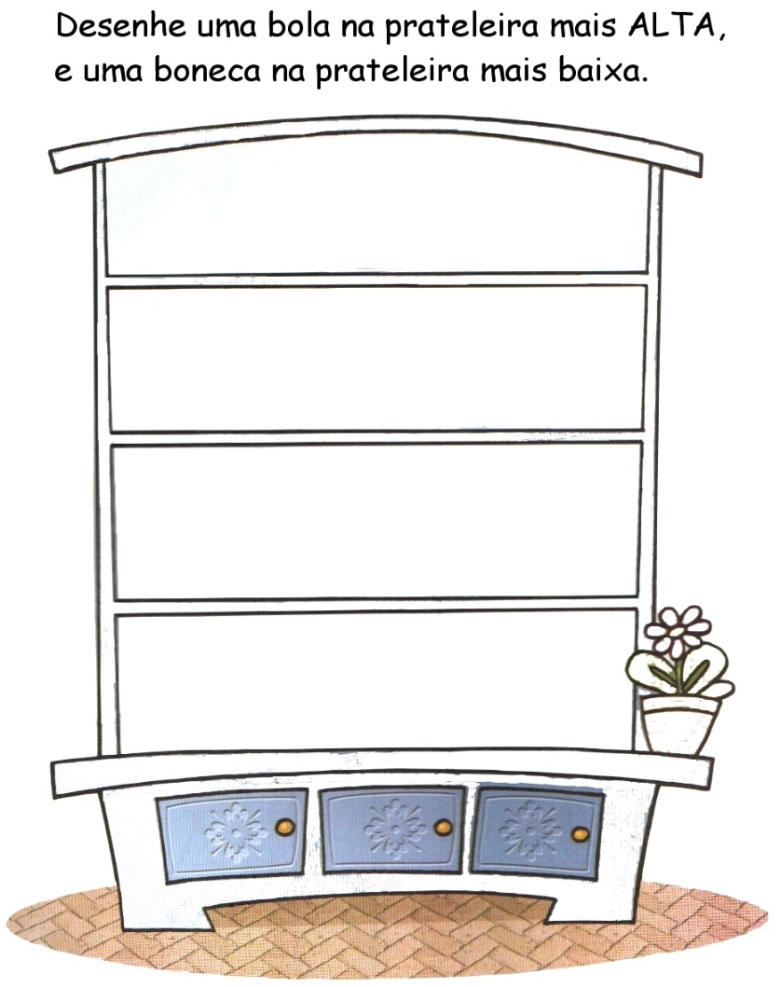 Desenhe uma bola na prateleira mais ALTA,
e uma boneca na prateleira mais baixa.